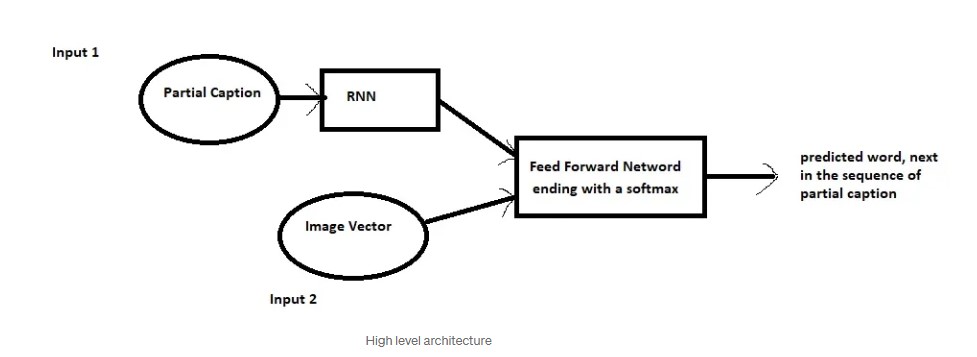 Input 1
Partial Caption
RNN
Feed Forward Netword
ending with a softmax
predicted word, next
in the sequence of
partial caption
Image Vector
Input 2
High level architecture